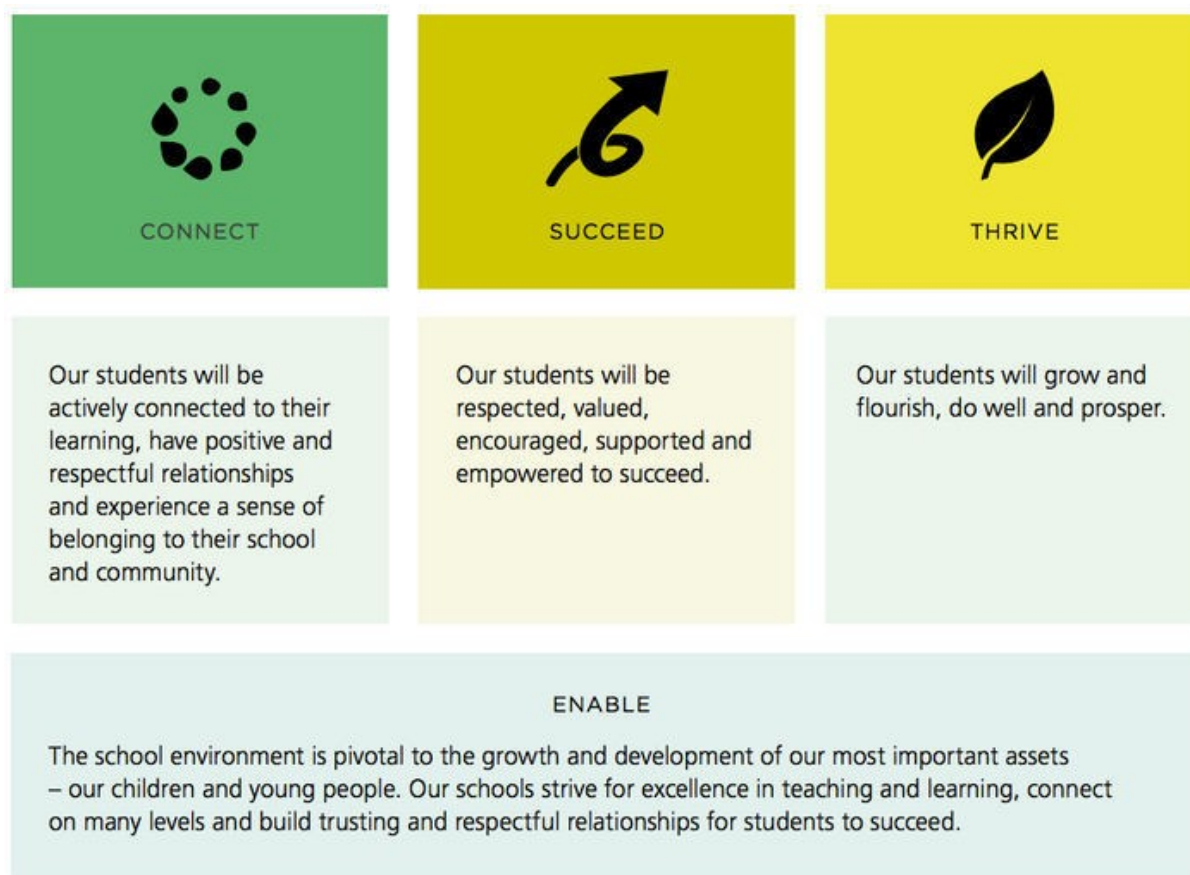 CONNECT
Our students will be
actively connected to their
learning, have positive and
respectful relationships
and experience a sense of
belonging to their school
and community.
SUCCEED
Our students will be
respected, valued,
encouraged, supported and
empowered to succeed.
THRIVE
Our students will grow and
flourish, do well and prosper.
ENABLE
The school environment is pivotal to the growth and development of our most important assets
– our children and young people. Our schools strive for excellence in teaching and learning, connect
on many levels and build trusting and respectful relationships for students to succeed.